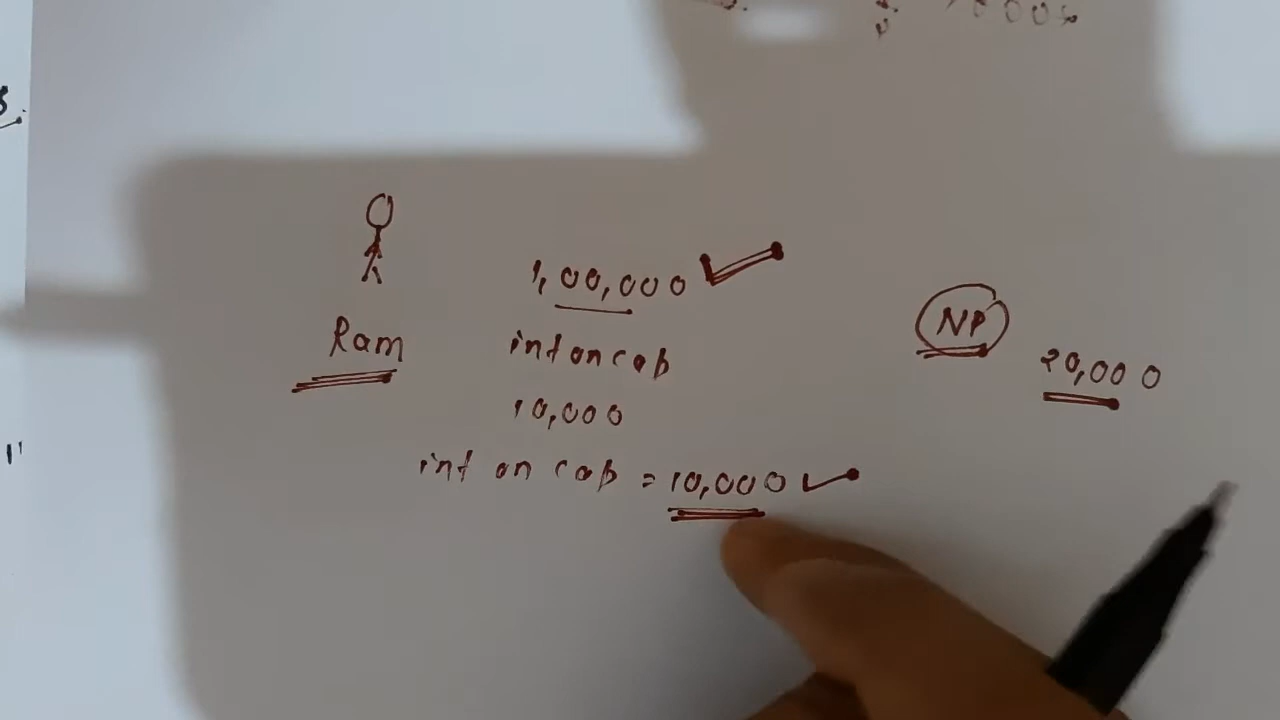 1,00,000
Ram
int on cap
10,000
int on cap = 10,000
NP
20,000